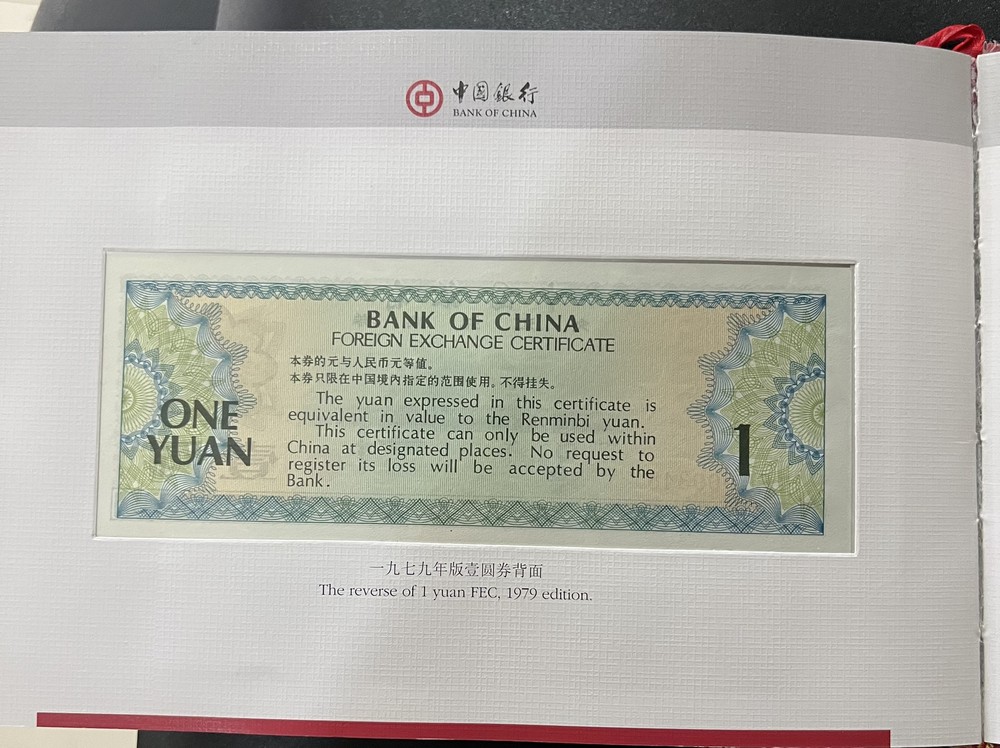 中国銀行
BANK OF CHINA
BANK OF CHINA
FOREIGN EXCHANGE CERTIFICATE
本券的元与人民币元等值。
本券只限在中国境内指定的范围使用。不得挂失。
The yuan expressed in this certificate is
equivalent in value to the Renminbi yuan.
This certificate can only be used within
China at designated places. No request to
register its loss will be accepted by the
Bank.
ONE
YUAN
1
一九七九年版壹圆券背面
The reverse of 1 yuan FEC, 1979 edition.